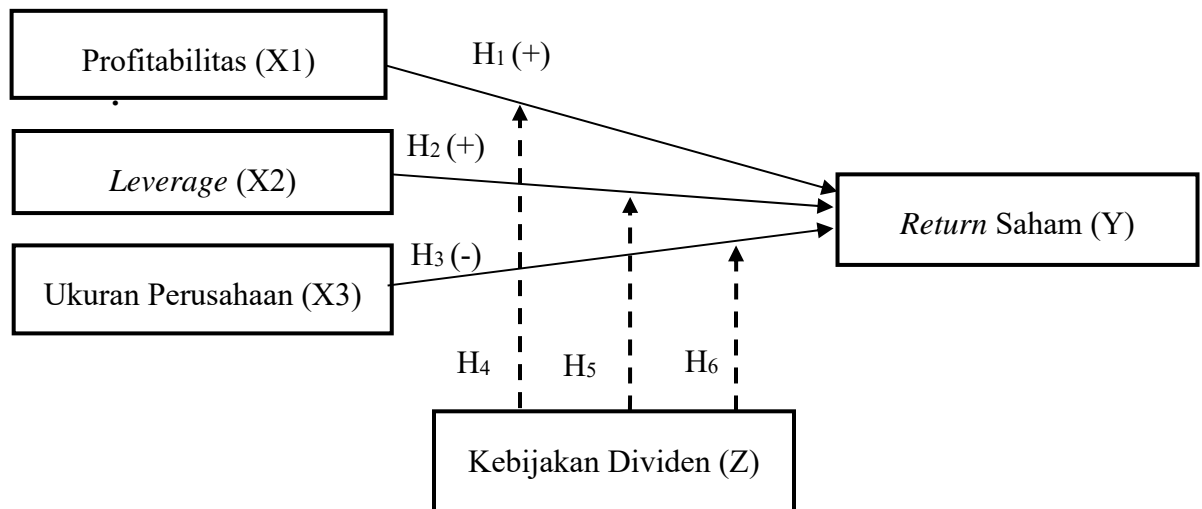 Profitabilitas (X1)
H1 (+)
H2 (+)
Leverage (X2)
Return Saham (Y)
H3 (-)
Ukuran Perusahaan (X3)
H4
H5
H6
Kebijakan Dividen (Z)